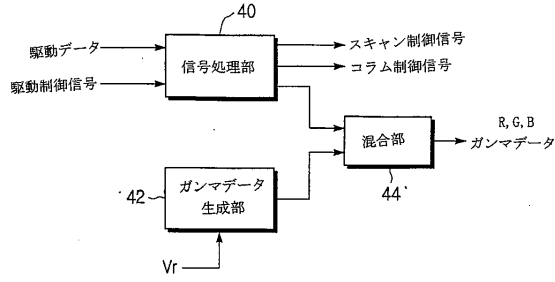 40
駆動データ
駆動制御信号
信号処理部
スキャン制御信号
コラム制御信号
R,G,B
ガンマデータ
混合部
44
42
ガンマデータ
生成部
Vr